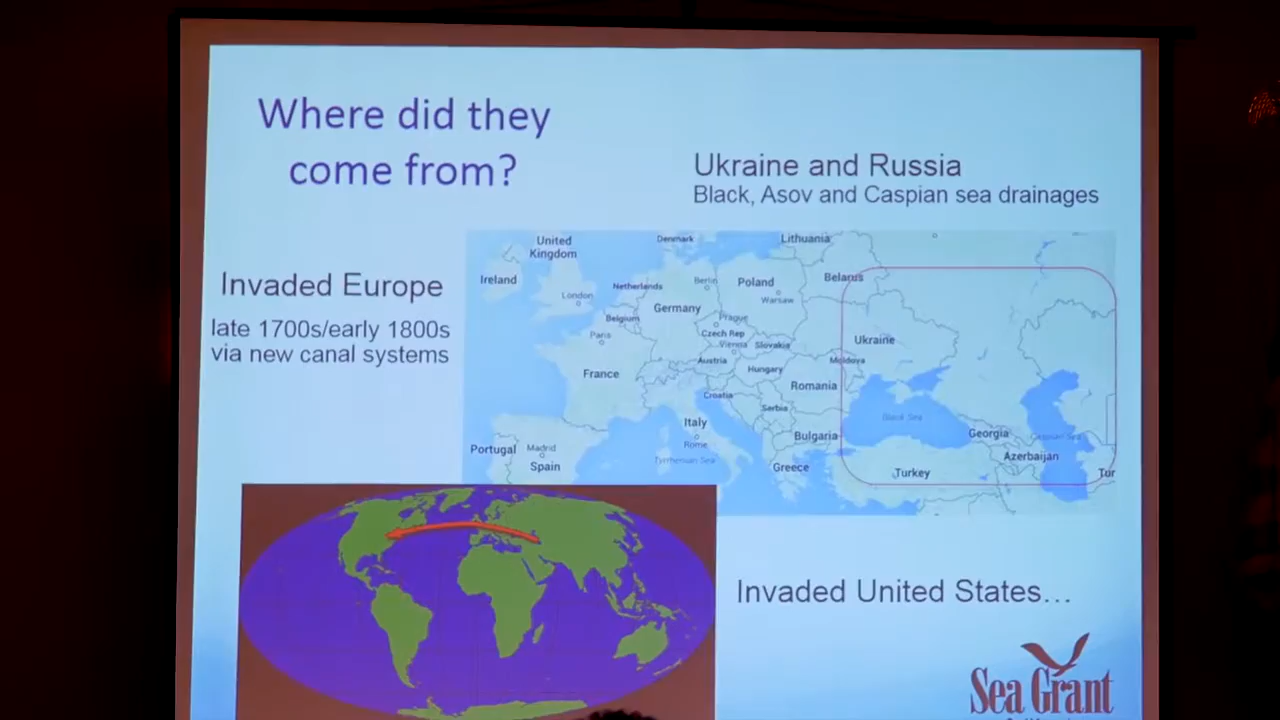 Where did they
come from?
Ukraine and Russia
Black, Asov and Caspian sea drainages
Invaded Europe
late 1700s/early 1800s
via new canal systems
United
Kingdom
Denmark
Lithuania
Ireland
London
Netherlands
Berlin
Poland
Warsaw
Belarus
Belgium
Germany
Paris
Prague
Czech Rep
Vienna
Slovakia
Ukraine
Austria
Hungary
Moldova
France
Croatia
Romania
Serbia
Italy
Rome
Bulgaria
Black Sea
Georgia
Caspian Sea
Portugal
Madrid
Spain
Tyrrhenian Sea
Greece
Turkey
Azerbaijan
Tur
Invaded United States…
Sea Grant